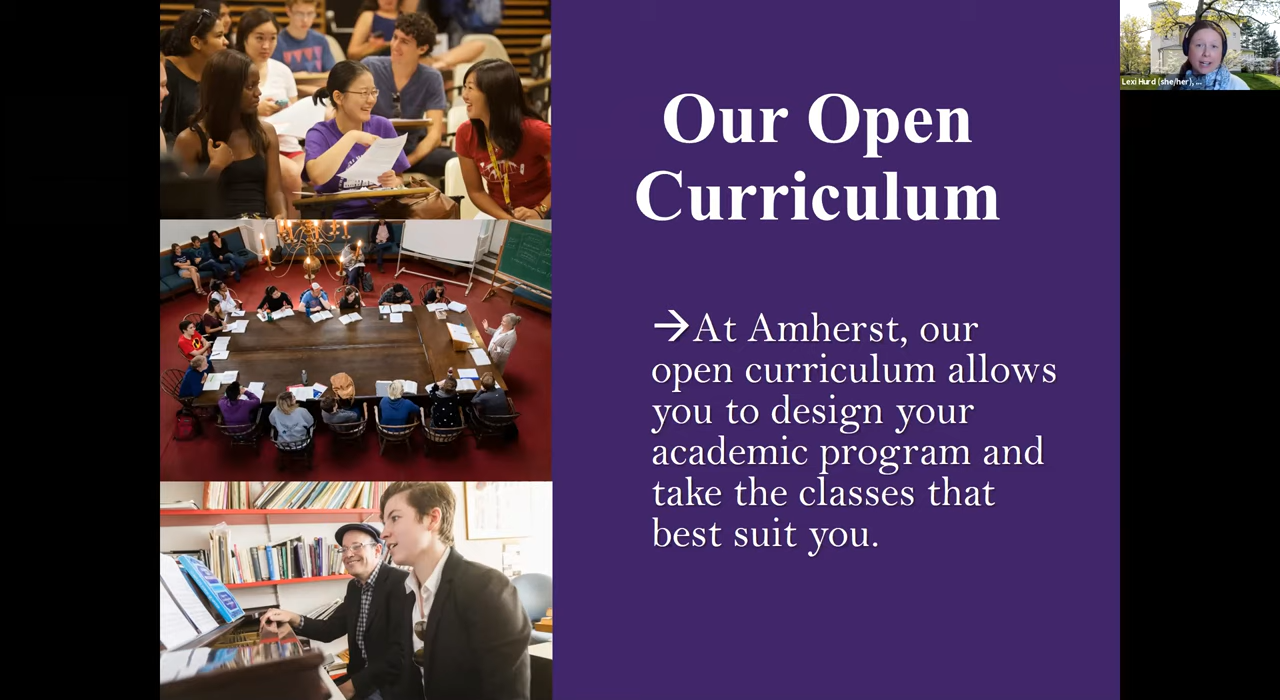 Our Open
Curriculum
→At Amherst, our
open curriculum allows
you to design your
academic program and
take the classes that
best suit you.
Lexi Hurd (she/her), ...